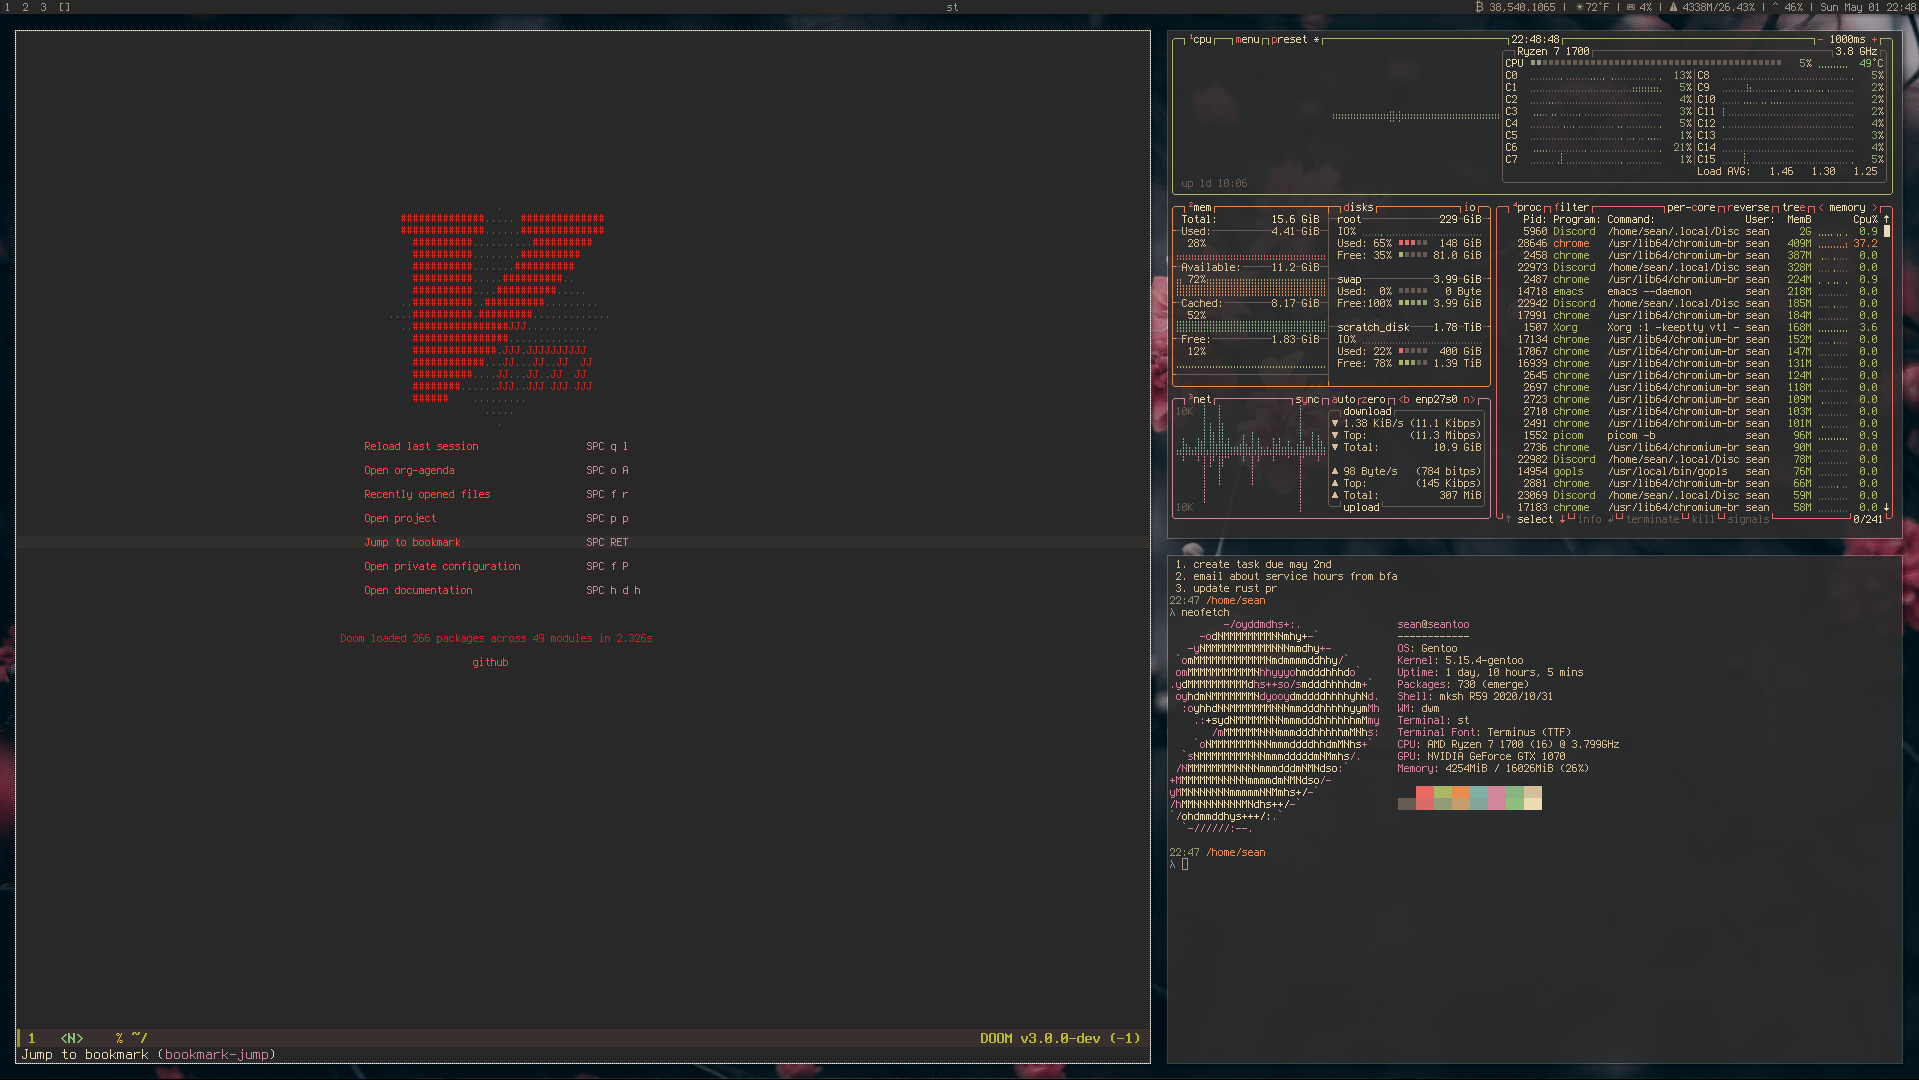 1 2 3 []
st
38,540.1065 | 72°F | 4% | 4338M/26.43% | ^ 46% | Sun May 01 22:48
Reload last session SPC q l
Open org-agenda SPC o A
Recently opened files SPC f r
Open project SPC p p
Jump to bookmark SPC RET
Open private configuration SPC f P
Open documentation SPC h d h
Doom loaded 266 packages across 49 modules in 2.326s
github
1 <N> % ~/ DOOM v3.0.0-dev (-1)
Jump to bookmark (bookmark-jump)
¹cpu menu preset * 22:48:48 - 1000ms +
Ryzen 7 1700 3.8 GHz
CPU 5% 49°C
C0 13% C8 5%
C1 5% C9 2%
C2 4% C10 2%
C3 3% C11 2%
C4 5% C12 4%
C5 1% C13 3%
C6 21% C14 4%
C7 1% C15 5%
Load AVG: 1.46 1.30 1.25
up 1d 10:06
²mem
Total: 15.6 GiB
Used: 4.41 GiB
28%
Available: 11.2 GiB
72%
Cached: 8.17 GiB
52%
Free: 1.83 GiB
12%
disks io
root 229 GiB
IO%
Used: 65% 148 GiB
Free: 35% 81.0 GiB
swap 3.99 GiB
Used: 0% 0 Byte
Free:100% 3.99 GiB
scratch_disk 1.78 TiB
IO%
Used: 22% 400 GiB
Free: 78% 1.39 TiB
³net sync auto zero <b enp27s0 n>
10K
10K
download
▼ 1.38 KiB/s (11.1 Kibps)
▼ Top: (11.3 Mibps)
▼ Total: 10.9 GiB
▲ 98 Byte/s (784 bitps)
▲ Top: (145 Kibps)
▲ Total: 307 MiB
upload
⁴proc filter per-core reverse tree < memory >
Pid: Program: Command: User: MemB Cpu% ↑
5960 Discord /home/sean/.local/Disc sean 2G 0.9
28646 chrome /usr/lib64/chromium-br sean 409M 37.2
2458 chrome /usr/lib64/chromium-br sean 387M 0.0
22973 Discord /home/sean/.local/Disc sean 328M 0.0
2487 chrome /usr/lib64/chromium-br sean 224M 0.9
14718 emacs emacs --daemon sean 218M 0.0
22942 Discord /home/sean/.local/Disc sean 185M 0.0
17991 chrome /usr/lib64/chromium-br sean 184M 0.0
1507 Xorg Xorg :1 -keeptty vt1 - sean 168M 3.6
17134 chrome /usr/lib64/chromium-br sean 152M 0.0
17067 chrome /usr/lib64/chromium-br sean 147M 0.0
16939 chrome /usr/lib64/chromium-br sean 131M 0.0
2645 chrome /usr/lib64/chromium-br sean 124M 0.0
2697 chrome /usr/lib64/chromium-br sean 118M 0.0
2723 chrome /usr/lib64/chromium-br sean 109M 0.0
2710 chrome /usr/lib64/chromium-br sean 103M 0.0
2491 chrome /usr/lib64/chromium-br sean 101M 0.0
1552 picom picom -b sean 96M 0.9
2736 chrome /usr/lib64/chromium-br sean 90M 0.0
22982 Discord /home/sean/.local/Disc sean 78M 0.0
14954 gopls /usr/local/bin/gopls sean 76M 0.0
2881 chrome /usr/lib64/chromium-br sean 66M 0.0
23069 Discord /home/sean/.local/Disc sean 59M 0.0
17183 chrome /usr/lib64/chromium-br sean 58M 0.0 ↓
↑ select ↓ info ↲ terminate kill signals 0/241
1. create task due may 2nd
2. email about service hours from bfa
3. update rust pr
22:47 /home/sean
λ neofetch
sean@seantoo
------------
OS: Gentoo
Kernel: 5.15.4-gentoo
Uptime: 1 day, 10 hours, 5 mins
Packages: 730 (emerge)
Shell: mksh R59 2020/10/31
WM: dwm
Terminal: st
Terminal Font: Terminus (TTF)
CPU: AMD Ryzen 7 1700 (16) @ 3.799GHz
GPU: NVIDIA GeForce GTX 1070
Memory: 4254MiB / 16026MiB (26%)
22:47 /home/sean
λ